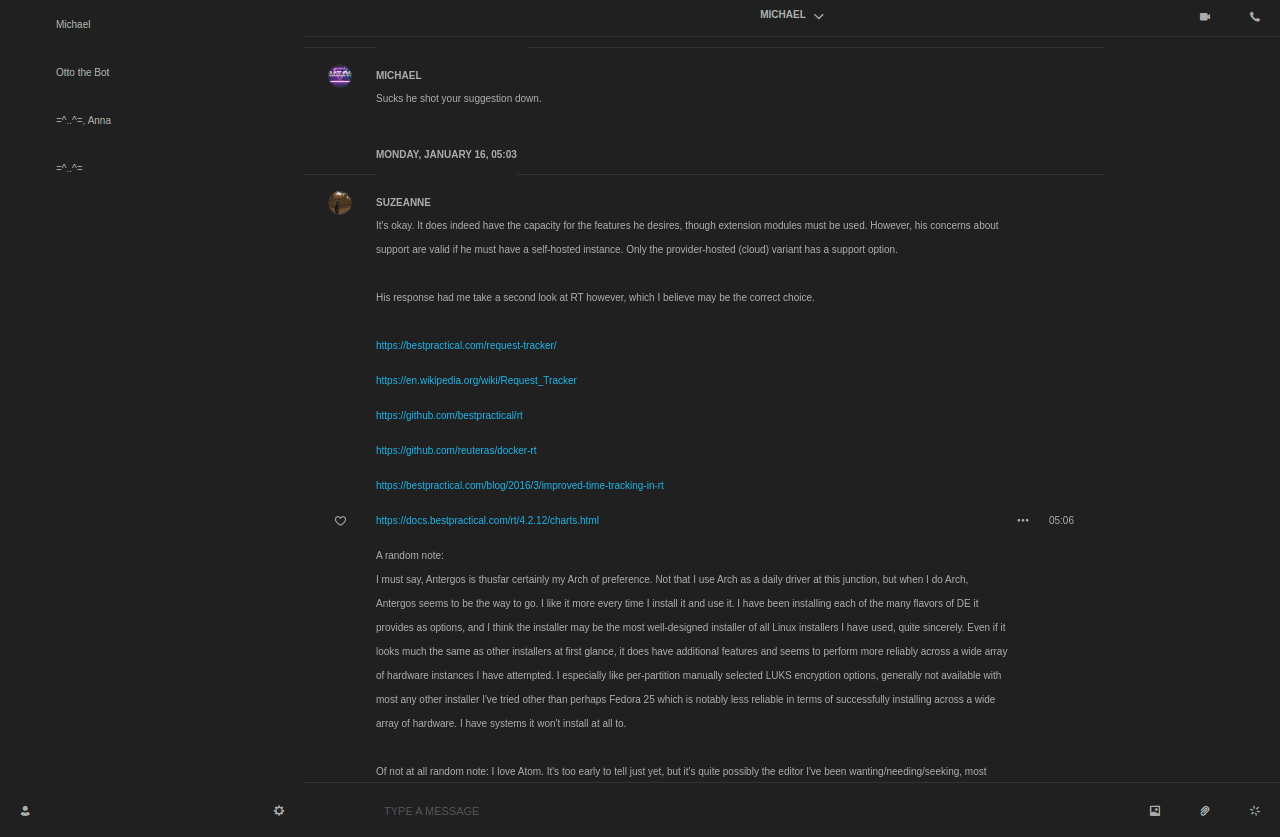 Michael
Otto the Bot
=^..^=, Anna
=^..^=
MICHAEL
MICHAEL
Sucks he shot your suggestion down.
MONDAY, JANUARY 16, 05:03
SUZEANNE
It's okay. It does indeed have the capacity for the features he desires, though extension modules must be used. However, his concerns about
support are valid if he must have a self-hosted instance. Only the provider-hosted (cloud) variant has a support option.
His response had me take a second look at RT however, which I believe may be the correct choice.
https://bestpractical.com/request-tracker/
https://en.wikipedia.org/wiki/Request_Tracker
https://github.com/bestpractical/rt
https://github.com/reuteras/docker-rt
https://bestpractical.com/blog/2016/3/improved-time-tracking-in-rt
https://docs.bestpractical.com/rt/4.2.12/charts.html
05:06
A random note:
I must say, Antergos is thusfar certainly my Arch of preference. Not that I use Arch as a daily driver at this junction, but when I do Arch,
Antergos seems to be the way to go. I like it more every time I install it and use it. I have been installing each of the many flavors of DE it
provides as options, and I think the installer may be the most well-designed installer of all Linux installers I have used, quite sincerely. Even if it
looks much the same as other installers at first glance, it does have additional features and seems to perform more reliably across a wide array
of hardware instances I have attempted. I especially like per-partition manually selected LUKS encryption options, generally not available with
most any other installer I've tried other than perhaps Fedora 25 which is notably less reliable in terms of successfully installing across a wide
array of hardware. I have systems it won't install at all to.
Of not at all random note: I love Atom. It's too early to tell just yet, but it's quite possibly the editor I've been wanting/needing/seeking, most
TYPE A MESSAGE